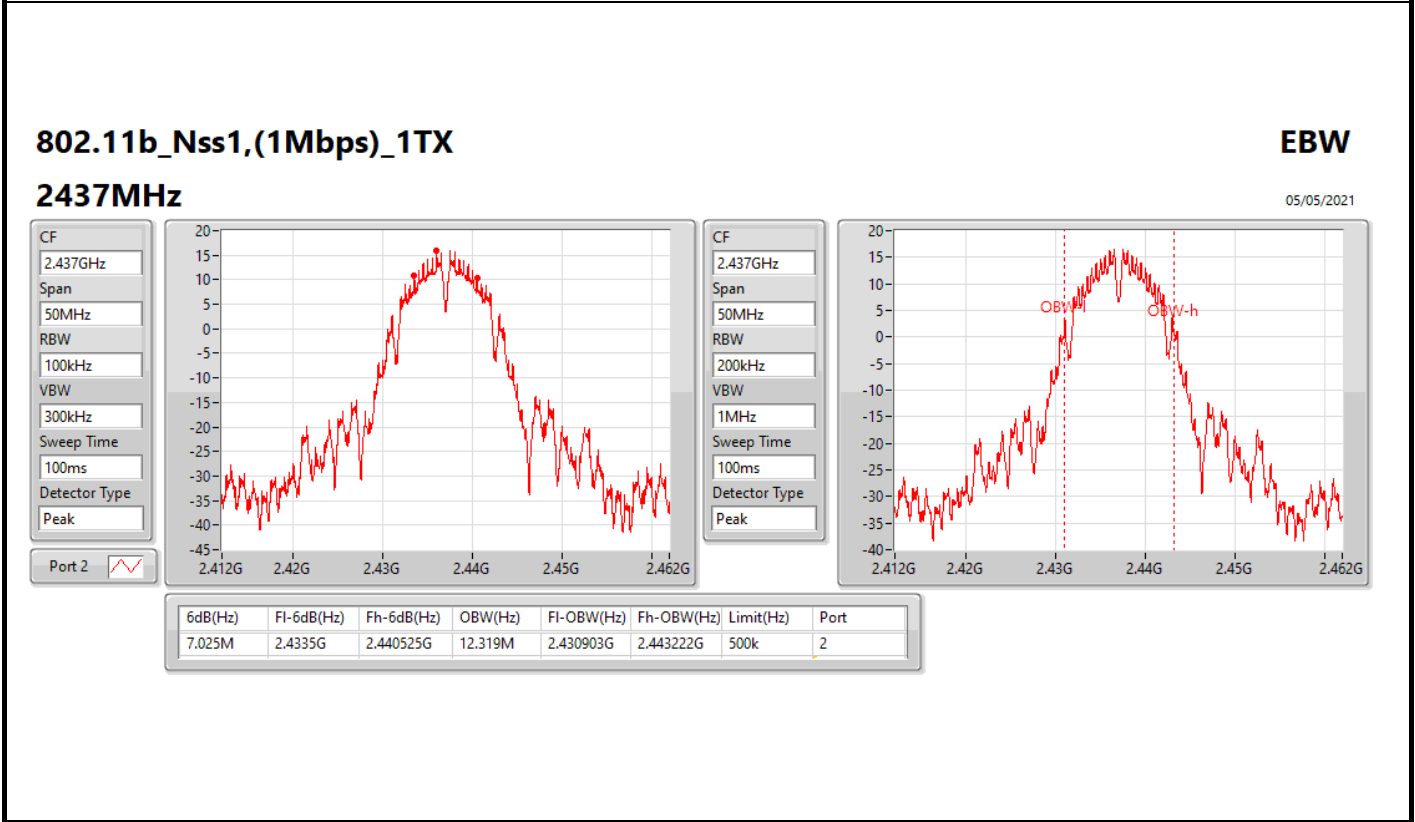 802.11b_Nss1,(1Mbps)_1TX
EBW
2437MHz
05/05/2021
CF
2.437GHz
Span
50MHz
RBW
100kHz
VBW
300kHz
Sweep Time
100ms
Detector Type
Peak
Port 2
20
15
10
5
0
-5
-10
-15
-20
-25
-30
-35
-40
-45
2.412G 2.42G 2.43G 2.44G 2.45G 2.462G
CF
2.437GHz
Span
50MHz
RBW
200kHz
VBW
1MHz
Sweep Time
100ms
Detector Type
Peak
20
15
10
5
0
-5
-10
-15
-20
-25
-30
-35
-40
OBW-l OBW-h
2.412G 2.42G 2.43G 2.44G 2.45G 2.462G
6dB(Hz) Fl-6dB(Hz) Fh-6dB(Hz) OBW(Hz) Fl-OBW(Hz) Fh-OBW(Hz) Limit(Hz) Port
7.025M 2.4335G 2.440525G 12.319M 2.430903G 2.443222G 500k 2